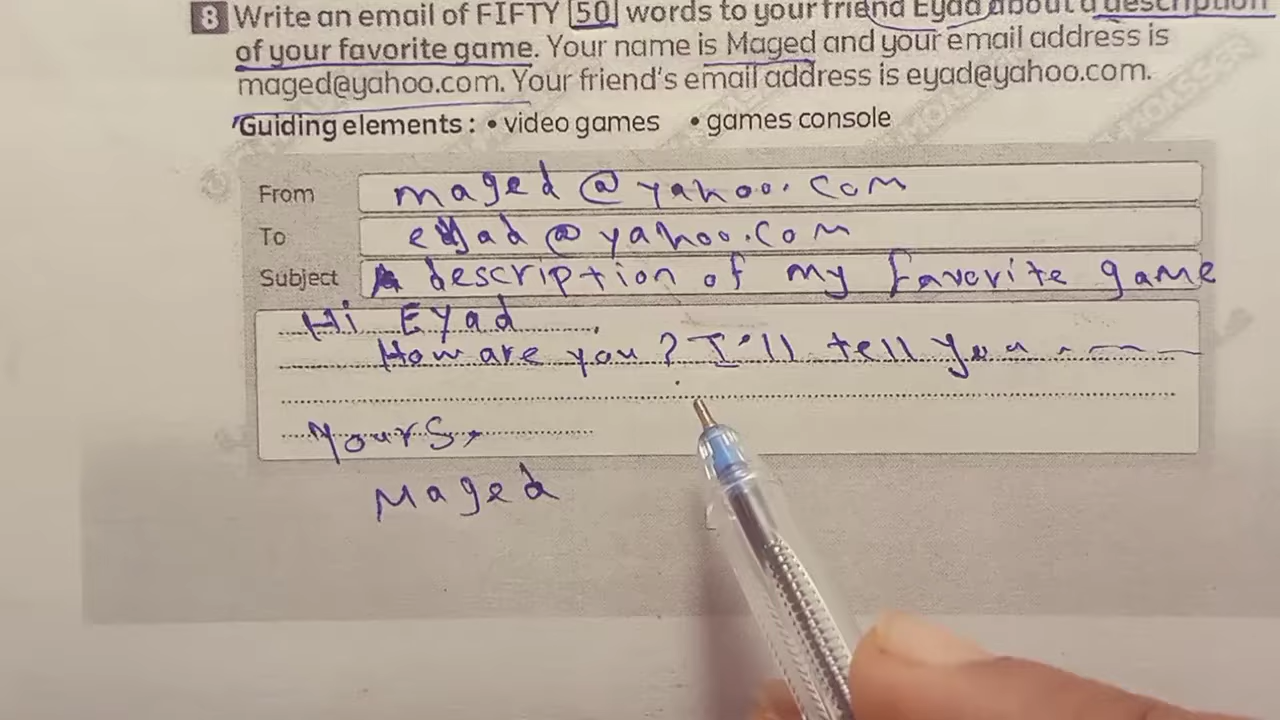 8 Write an email of FIFTY [50] words to your friend Eyad about a description
of your favorite game. Your name is Maged and your email address is
maged@yahoo.com. Your friend's email address is eyad@yahoo.com.
Guiding elements : • video games • games console
From maged@yahoo.com
To eyad@yahoo.com
Subject A description of my favorite game
Hi Eyad,
How are you? I'll tell you
Yours,
Maged